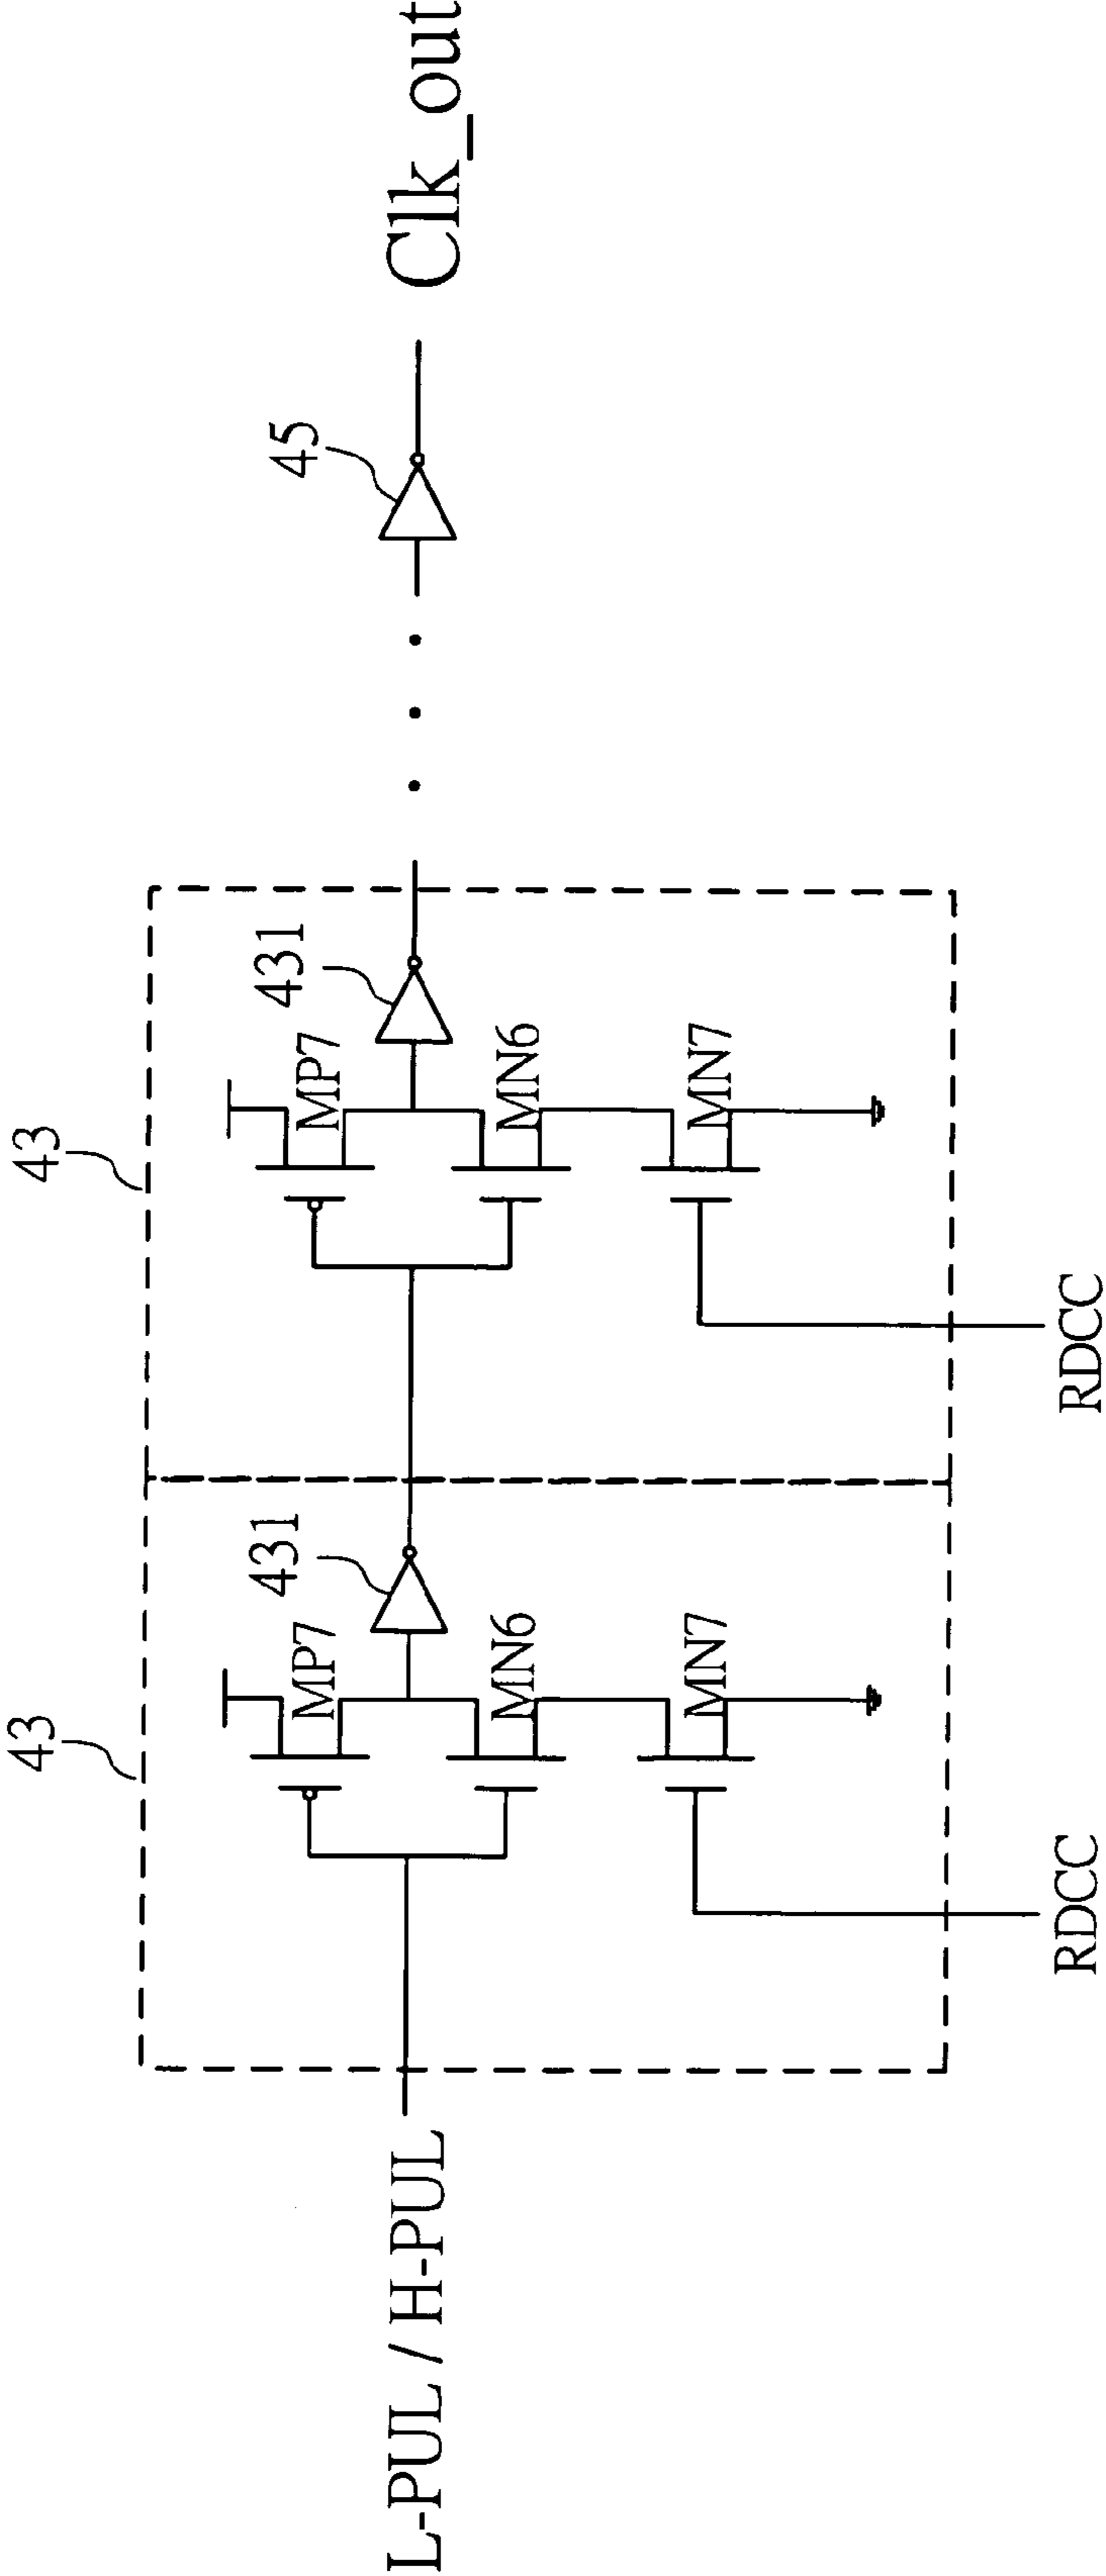 L-PUL / H-PUL
43
MP7
431
MN6
MN7
RDCC
43
MP7
431
MN6
MN7
RDCC
45
Clk_out